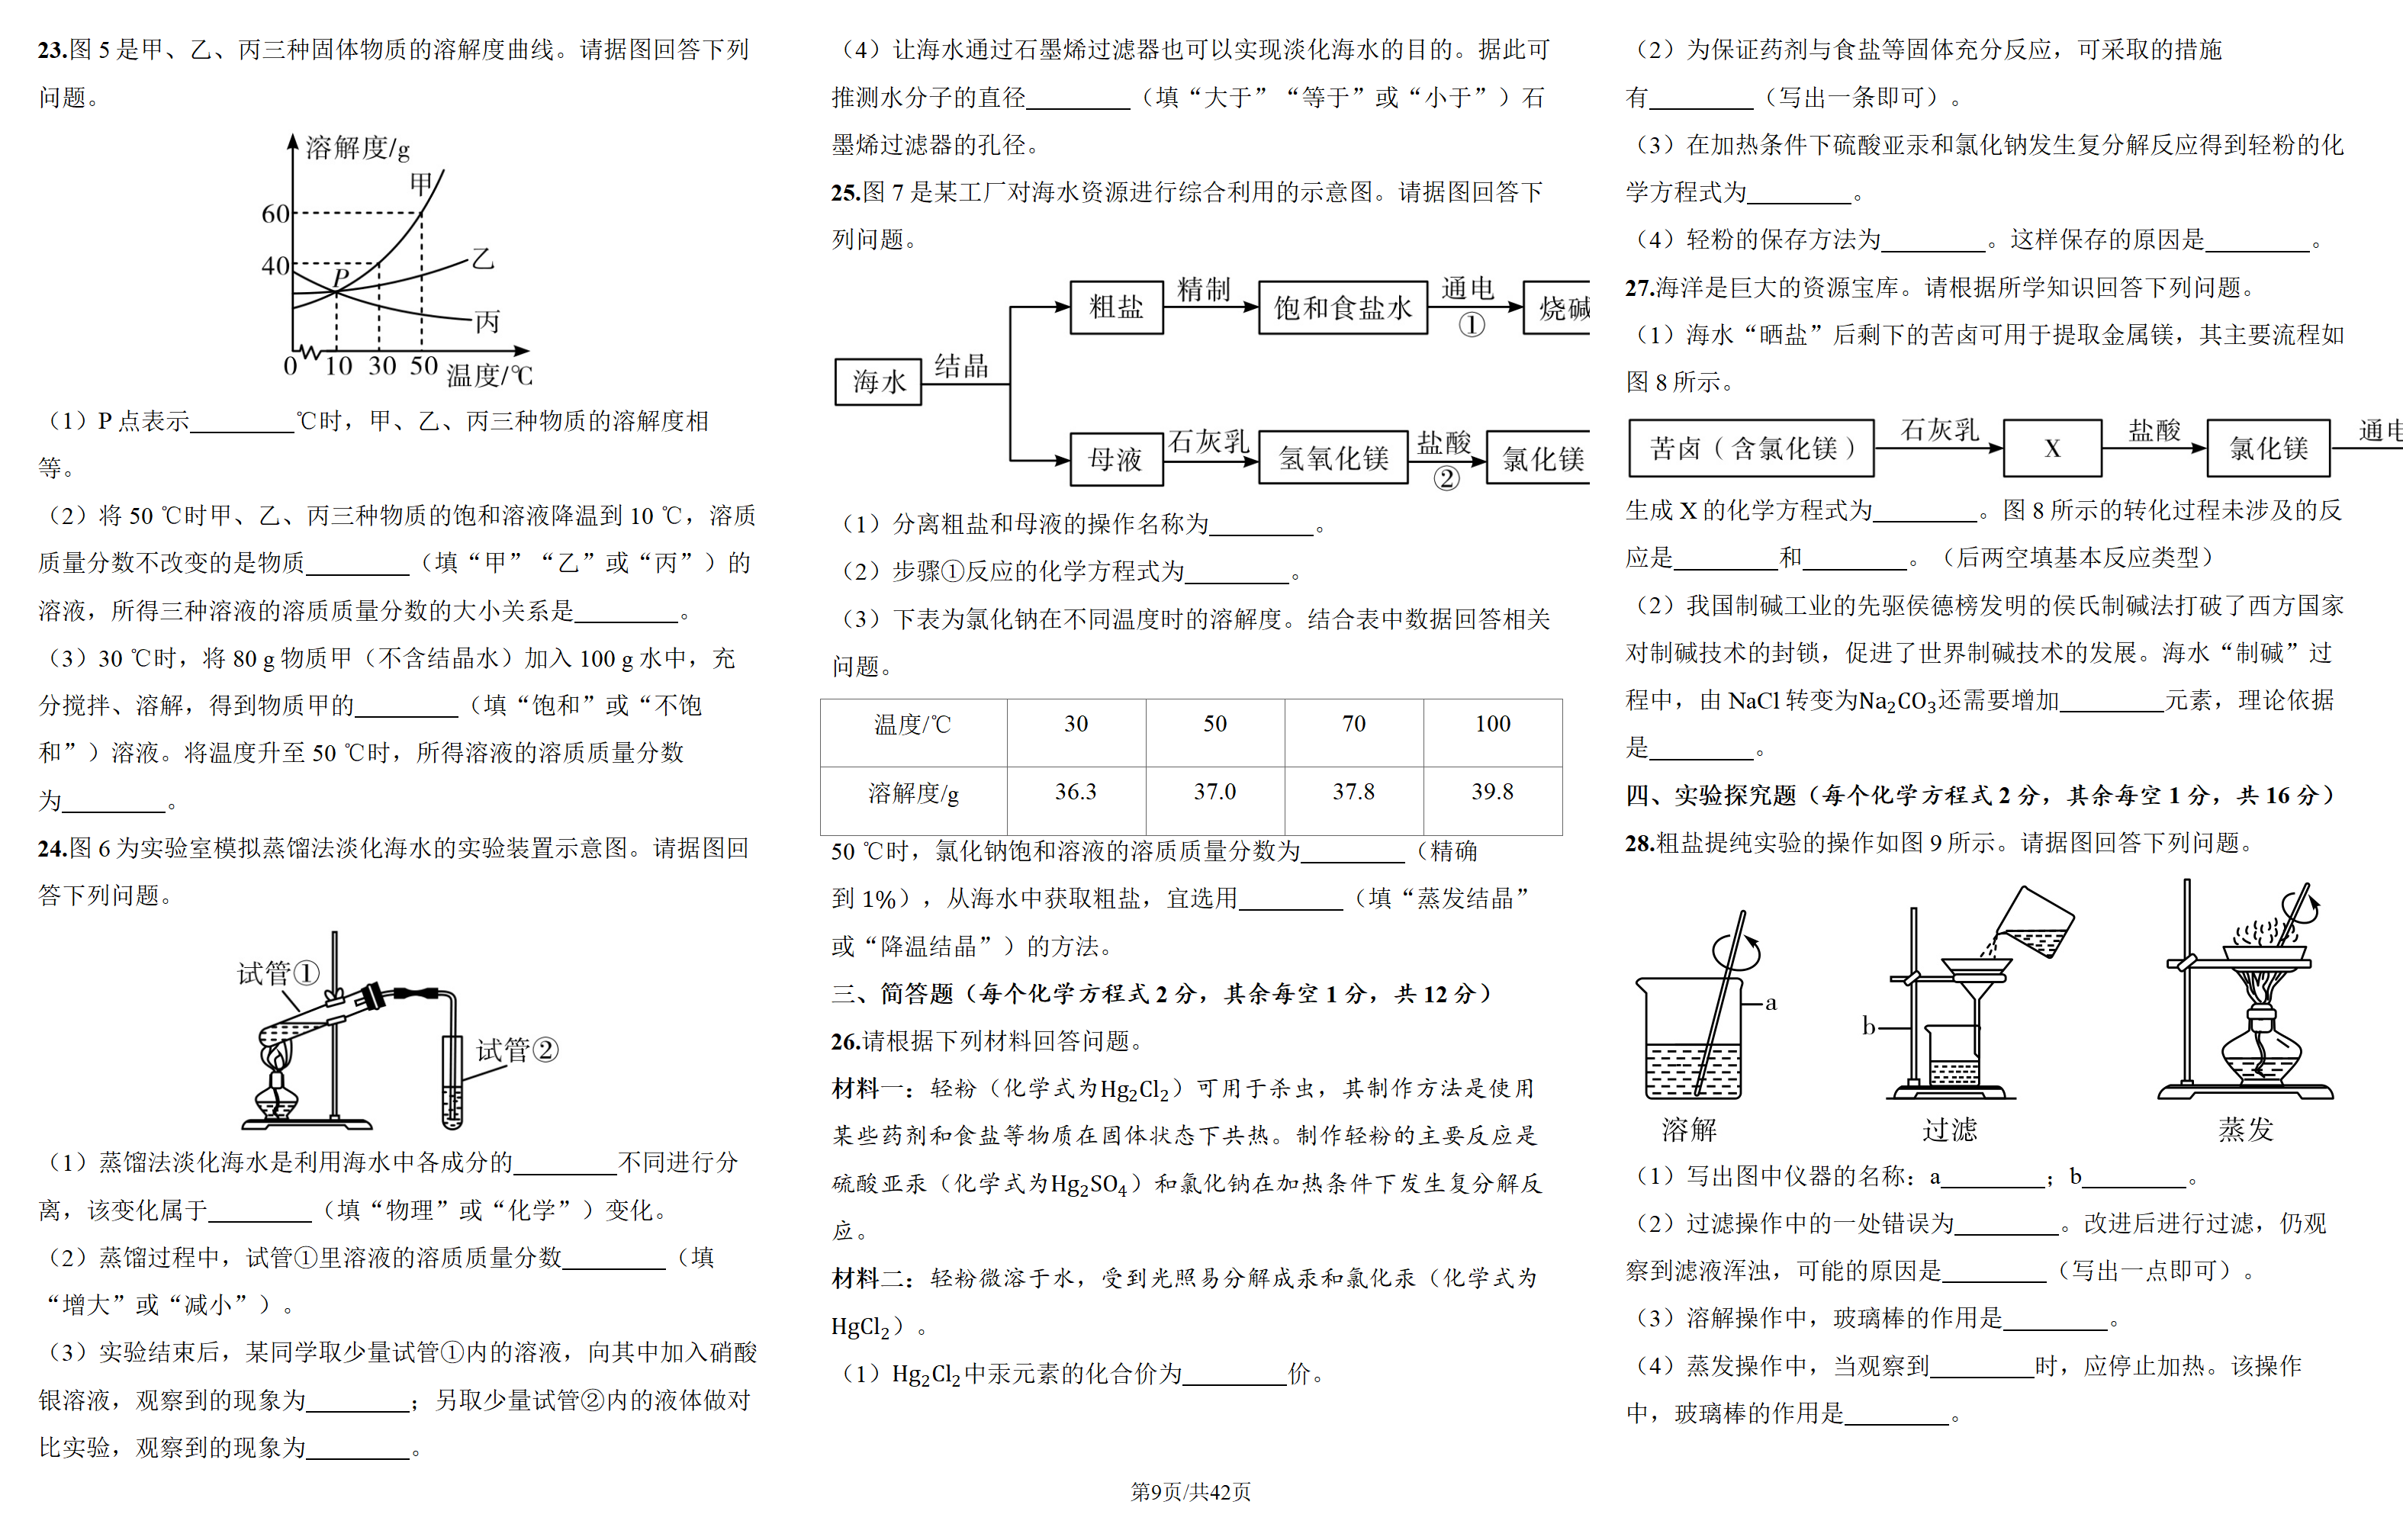 23.图 5 是甲、乙、丙三种固体物质的溶解度曲线。请据图回答下列
问题。
溶解度/g
甲
60
乙
40
P
丙
0 10 30 50 温度/℃
（1）P 点表示________℃时，甲、乙、丙三种物质的溶解度相
等。
（2）将 50 ℃时甲、乙、丙三种物质的饱和溶液降温到 10 ℃，溶质
质量分数不改变的是物质________（填“甲”“乙”或“丙”）的
溶液，所得三种溶液的溶质质量分数的大小关系是________。
（3）30 ℃时，将 80 g 物质甲（不含结晶水）加入 100 g 水中，充
分搅拌、溶解，得到物质甲的________（填“饱和”或“不饱
和”）溶液。将温度升至 50 ℃时，所得溶液的溶质质量分数
为________。
24.图 6 为实验室模拟蒸馏法淡化海水的实验装置示意图。请据图回
答下列问题。
试管①
试管②
（1）蒸馏法淡化海水是利用海水中各成分的________不同进行分
离，该变化属于________（填“物理”或“化学”）变化。
（2）蒸馏过程中，试管①里溶液的溶质质量分数________（填
“增大”或“减小”）。
（3）实验结束后，某同学取少量试管①内的溶液，向其中加入硝酸
银溶液，观察到的现象为________；另取少量试管②内的液体做对
比实验，观察到的现象为________。
（4）让海水通过石墨烯过滤器也可以实现淡化海水的目的。据此可
推测水分子的直径________（填“大于”“等于”或“小于”）石
墨烯过滤器的孔径。
25.图 7 是某工厂对海水资源进行综合利用的示意图。请据图回答下
列问题。
粗盐 精制 饱和食盐水 通电 ① 烧碱
海水 结晶
母液 石灰乳 氢氧化镁 盐酸 ② 氯化镁
（1）分离粗盐和母液的操作名称为________。
（2）步骤①反应的化学方程式为________。
（3）下表为氯化钠在不同温度时的溶解度。结合表中数据回答相关
问题。
温度/℃ 30 50 70 100
溶解度/g 36.3 37.0 37.8 39.8
50 ℃时，氯化钠饱和溶液的溶质质量分数为________（精确
到 1%），从海水中获取粗盐，宜选用________（填“蒸发结晶”
或“降温结晶”）的方法。
三、简答题（每个化学方程式 2 分，其余每空 1 分，共 12 分）
26.请根据下列材料回答问题。
材料一：轻粉（化学式为Hg₂Cl₂）可用于杀虫，其制作方法是使用
某些药剂和食盐等物质在固体状态下共热。制作轻粉的主要反应是
硫酸亚汞（化学式为Hg₂SO₄）和氯化钠在加热条件下发生复分解反
应。
材料二：轻粉微溶于水，受到光照易分解成汞和氯化汞（化学式为
HgCl₂）。
（1）Hg₂Cl₂中汞元素的化合价为________价。
（2）为保证药剂与食盐等固体充分反应，可采取的措施
有________（写出一条即可）。
（3）在加热条件下硫酸亚汞和氯化钠发生复分解反应得到轻粉的化
学方程式为________。
（4）轻粉的保存方法为________。这样保存的原因是________。
27.海洋是巨大的资源宝库。请根据所学知识回答下列问题。
（1）海水“晒盐”后剩下的苦卤可用于提取金属镁，其主要流程如
图 8 所示。
苦卤（含氯化镁） 石灰乳 X 盐酸 氯化镁 通电
生成 X 的化学方程式为________。图 8 所示的转化过程未涉及的反
应是________和________。（后两空填基本反应类型）
（2）我国制碱工业的先驱侯德榜发明的侯氏制碱法打破了西方国家
对制碱技术的封锁，促进了世界制碱技术的发展。海水“制碱”过
程中，由 NaCl 转变为Na₂CO₃还需要增加________元素，理论依据
是________。
四、实验探究题（每个化学方程式 2 分，其余每空 1 分，共 16 分）
28.粗盐提纯实验的操作如图 9 所示。请据图回答下列问题。
a
b
溶解 过滤 蒸发
（1）写出图中仪器的名称：a________；b________。
（2）过滤操作中的一处错误为________。改进后进行过滤，仍观
察到滤液浑浊，可能的原因是________（写出一点即可）。
（3）溶解操作中，玻璃棒的作用是________。
（4）蒸发操作中，当观察到________时，应停止加热。该操作
中，玻璃棒的作用是________。
第9页/共42页